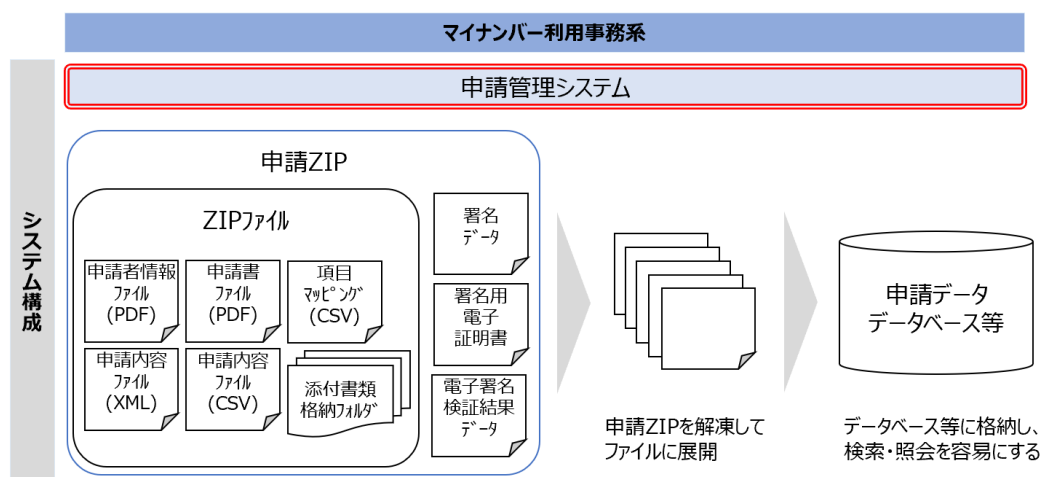 マイナンバー利用事務系
申請管理システム
システム構成
申請ZIP
ZIPﾌｧｲﾙ
申請者情報
ﾌｧｲﾙ
(PDF)
申請書
ﾌｧｲﾙ
(PDF)
項目
ﾏｯﾋﾟﾝｸﾞ
(CSV)
申請内容
ﾌｧｲﾙ
(XML)
申請内容
ﾌｧｲﾙ
(CSV)
添付書類
格納ﾌｫﾙﾀﾞ
署名
ﾃﾞｰﾀ
署名用
電子
証明書
電子署名
検証結果
ﾃﾞｰﾀ
申請ZIPを解凍して
ファイルに展開
申請データ
データベース等
データベース等に格納し、
検索・照会を容易にする